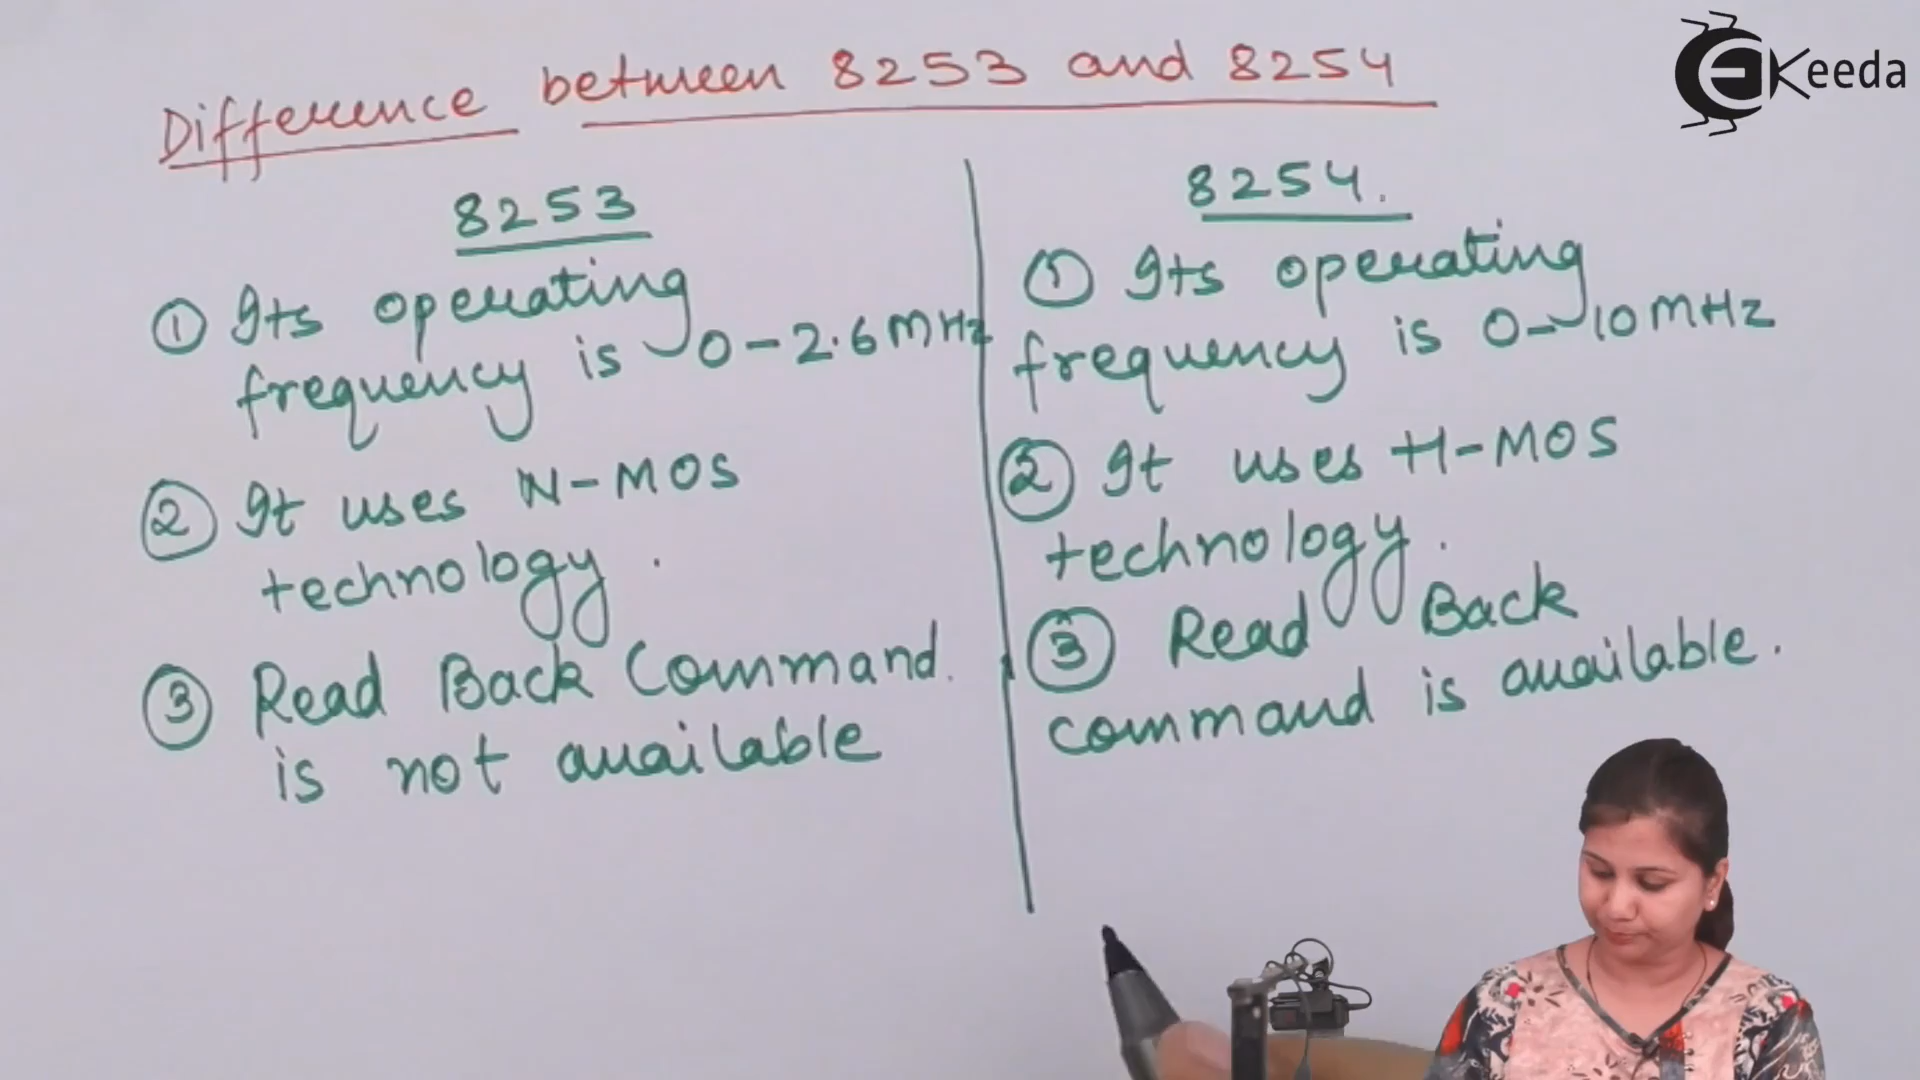 Difference between 8253 and 8254
EKeeda
8253
① Its operating
frequency is 0-2.6MHz
② It uses N-MOS
technology.
③ Read Back Command.
is not available
8254.
① Its operating
frequency is 0-10MHz
② It uses H-MOS
technology.
③ Read Back
command is available.